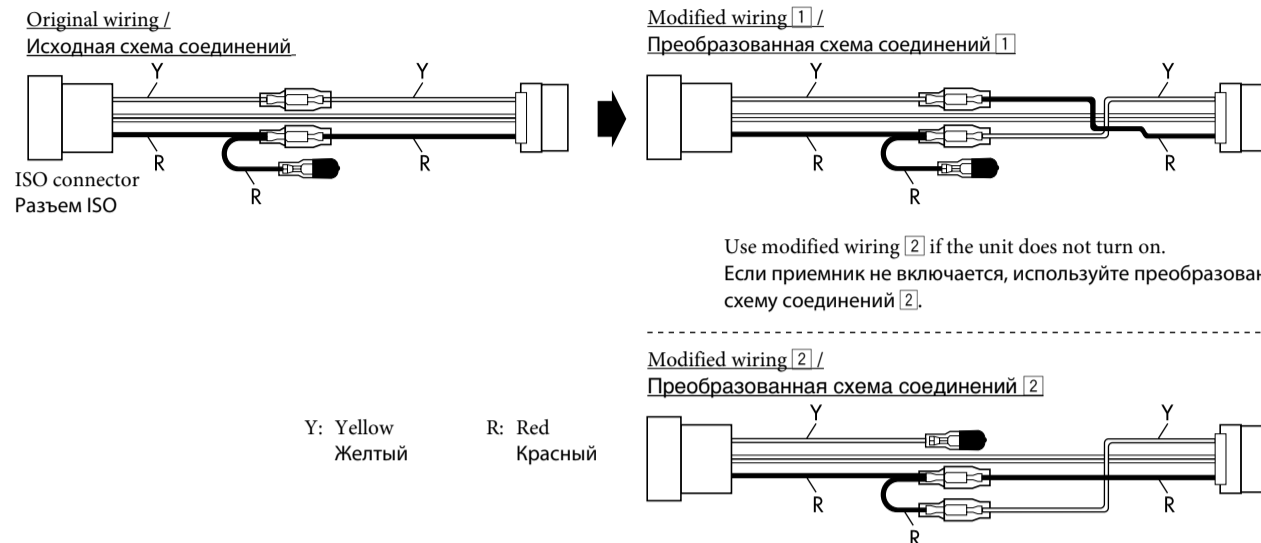 Original wiring /
Исходная схема соединений
Y
Y
R
R
R
ISO connector
Разъем ISO
Modified wiring 1 /
Преобразованная схема соединений 1
Y
Y
R
R
R
Use modified wiring 2 if the unit does not turn on.
Если приемник не включается, используйте преобразован
схему соединений 2.
Modified wiring 2 /
Преобразованная схема соединений 2
Y
Y
R
R
R
Y: Yellow
Желтый
R: Red
Красный